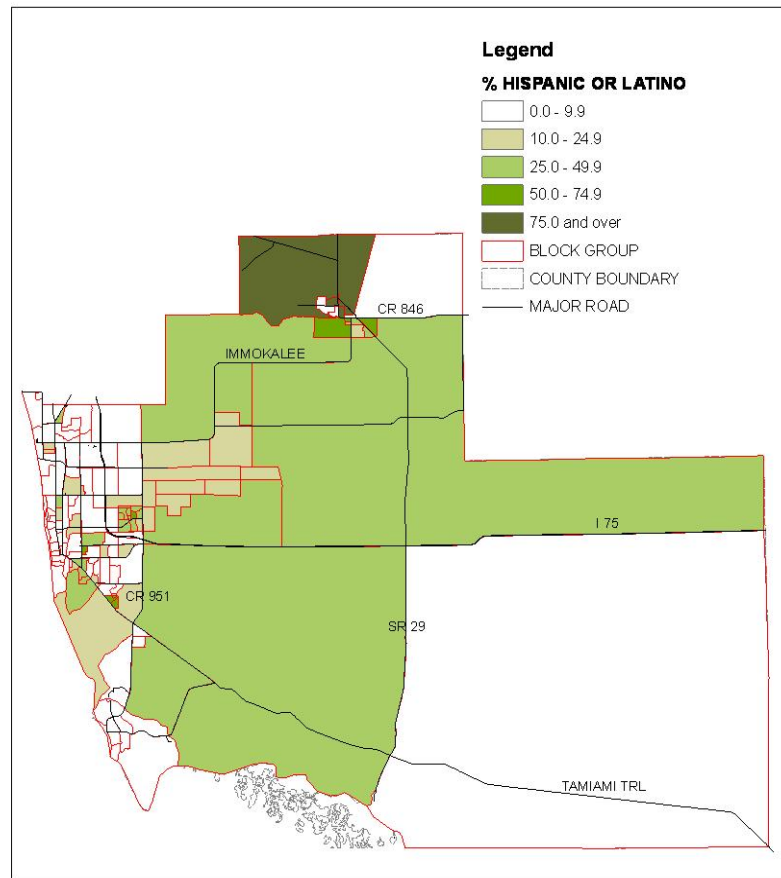 Legend
% HISPANIC OR LATINO
0.0 - 9.9
10.0 - 24.9
25.0 - 49.9
50.0 - 74.9
75.0 and over
BLOCK GROUP
COUNTY BOUNDARY
MAJOR ROAD
CR 846
IMMOKALEE
I 75
CR 951
SR 29
TAMIAMI TRL